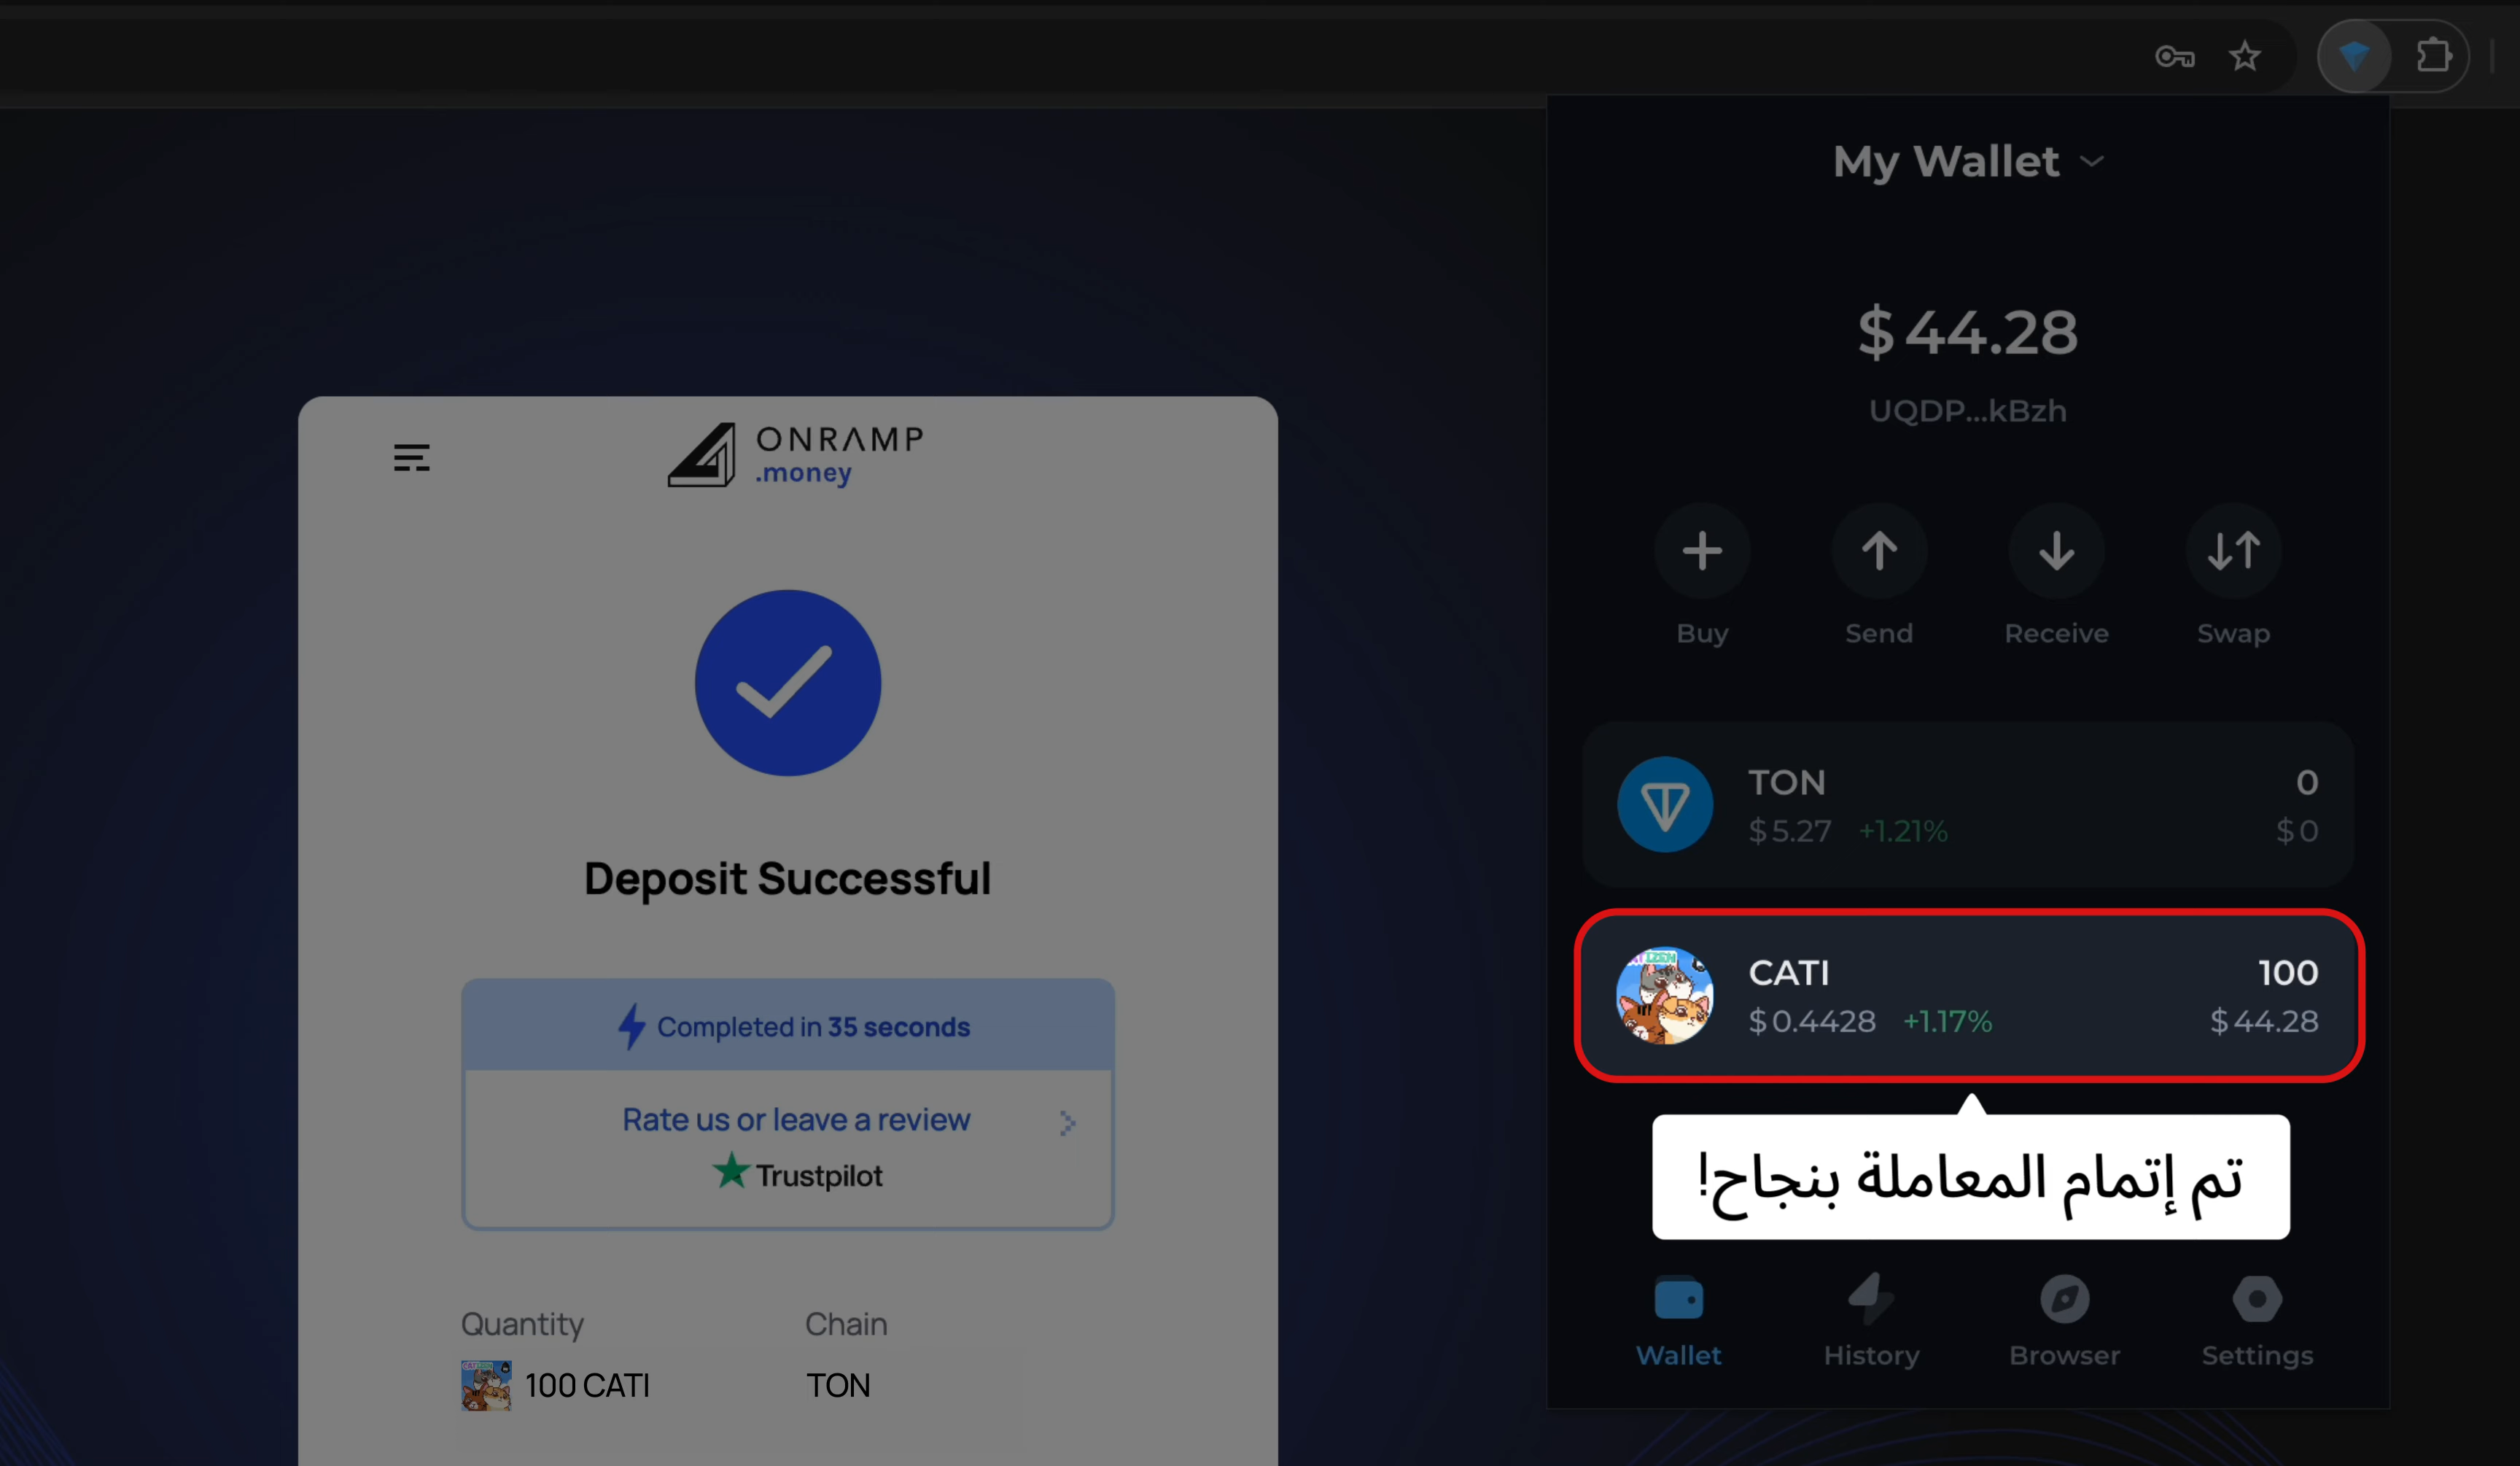 ONRAMP
.money
Deposit Successful
Completed in 35 seconds
Rate us or leave a review
Trustpilot
Quantity
Chain
100 CATI
TON
My Wallet
$44.28
UQDP...kBzh
Buy
Send
Receive
Swap
TON
0
$5.27 +1.21%
$0
CATI
100
$0.4428 +1.17%
$44.28
تم إتمام المعاملة بنجاح!
Wallet
History
Browser
Settings